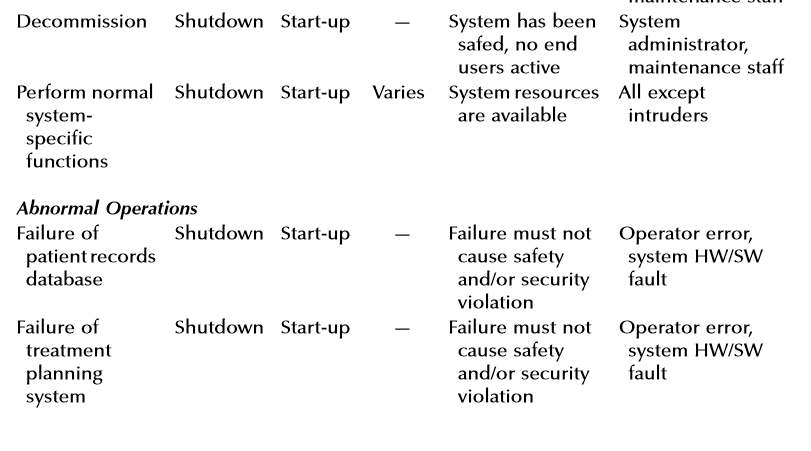 maintenance staff
Decommission Shutdown Start-up — System has been System
safed, no end administrator,
users active maintenance staff
Perform normal Shutdown Start-up Varies System resources All except
system- are available intruders
specific
functions
Abnormal Operations
Failure of Shutdown Start-up — Failure must not Operator error,
patient records cause safety system HW/SW
database and/or security fault
violation
Failure of Shutdown Start-up — Failure must not Operator error,
treatment cause safety system HW/SW
planning and/or security fault
system violation